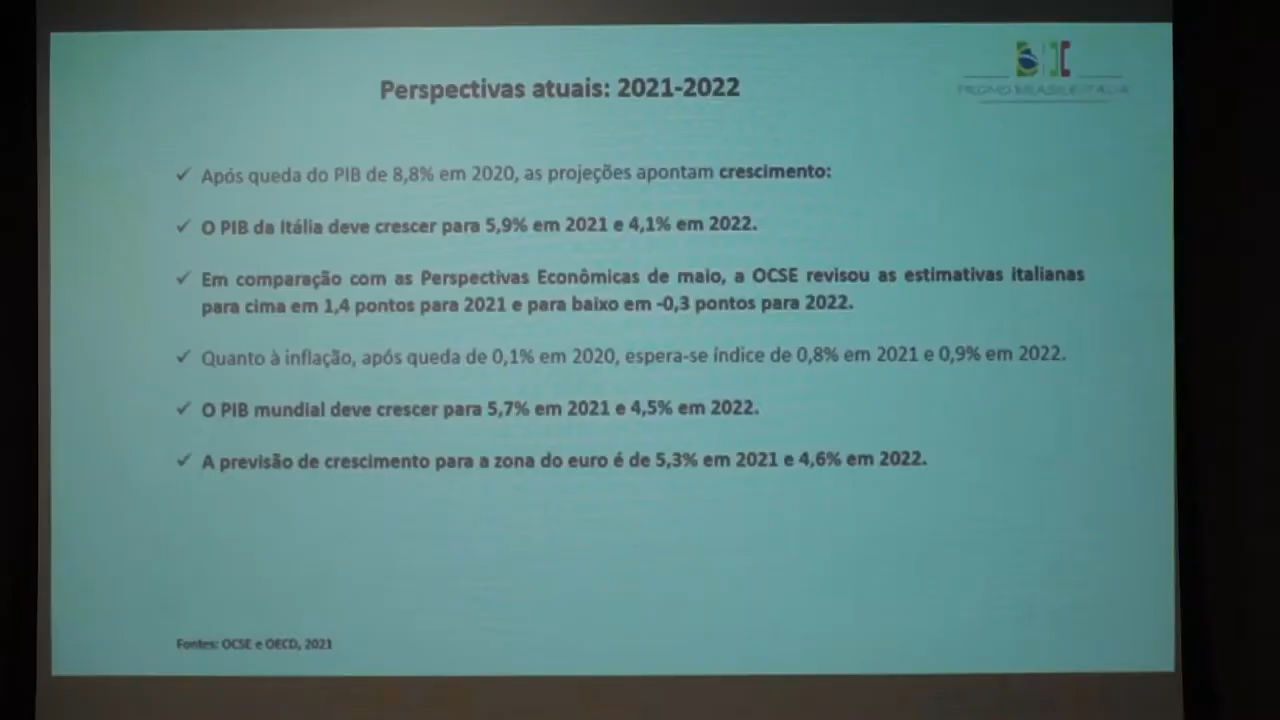 Perspectivas atuais: 2021-2022
PROMO BRASILE ITALIA
✓ Após queda do PIB de 8,8% em 2020, as projeções apontam crescimento:
✓ O PIB da Itália deve crescer para 5,9% em 2021 e 4,1% em 2022.
✓ Em comparação com as Perspectivas Econômicas de maio, a OCSE revisou as estimativas italianas
para cima em 1,4 pontos para 2021 e para baixo em -0,3 pontos para 2022.
✓ Quanto à inflação, após queda de 0,1% em 2020, espera-se índice de 0,8% em 2021 e 0,9% em 2022.
✓ O PIB mundial deve crescer para 5,7% em 2021 e 4,5% em 2022.
✓ A previsão de crescimento para a zona do euro é de 5,3% em 2021 e 4,6% em 2022.
Fontes: OCSE e OECD, 2021